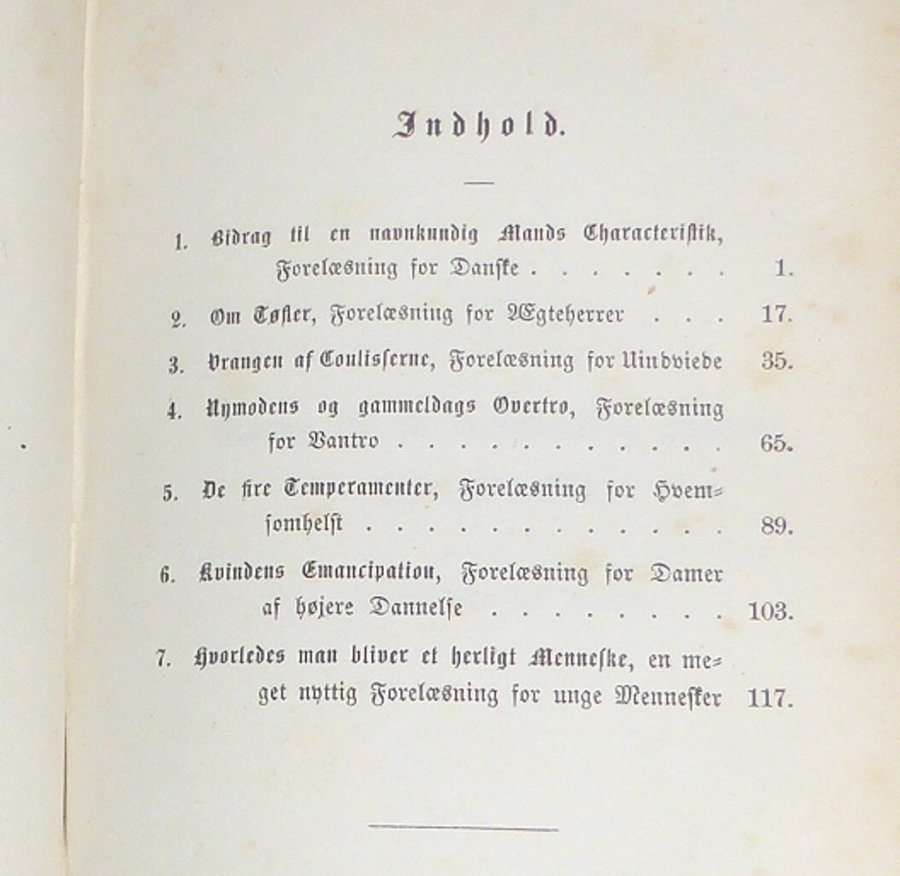 Indhold.
1. Bidrag til en navnkundig Mands Characteristik,
Forelæsning for Danske . . . . . . . 1.
2. Om Tøfler, Forelæsning for Ægteherrer . . . 17.
3. Vrangen af Coulisserne, Forelæsning for Uindviede 35.
4. Nymodens og gammeldags Overtro, Forelæsning
for Vantro . . . . . . . . . . . 65.
5. De fire Temperamenter, Forelæsning for Hvem-
somhelst . . . . . . . . . . . . 89.
6. Kvindens Emancipation, Forelæsning for Damer
af højere Dannelse . . . . . . . . 103.
7. Hvorledes man bliver et herligt Menneske, en me-
get nyttig Forelæsning for unge Mennesker 117.